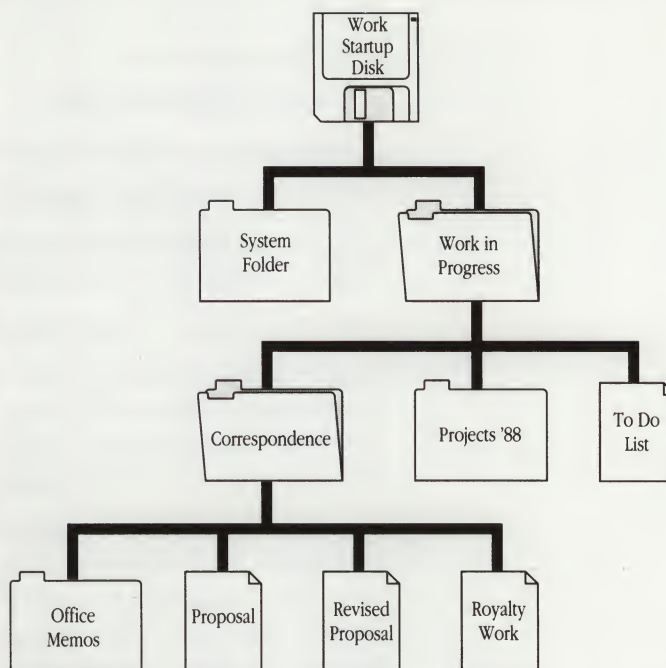 Work
Startup
Disk
System
Folder
Work in
Progress
Correspondence
Projects '88
To Do
List
Office
Memos
Proposal
Revised
Proposal
Royalty
Work